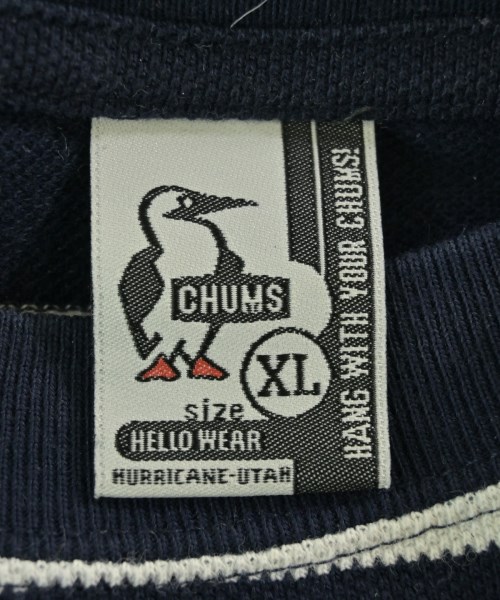 CHUMS
XL
size
HELLO WEAR
HURRICANE-UTAH
HANG WITH YOUR CHUMS!